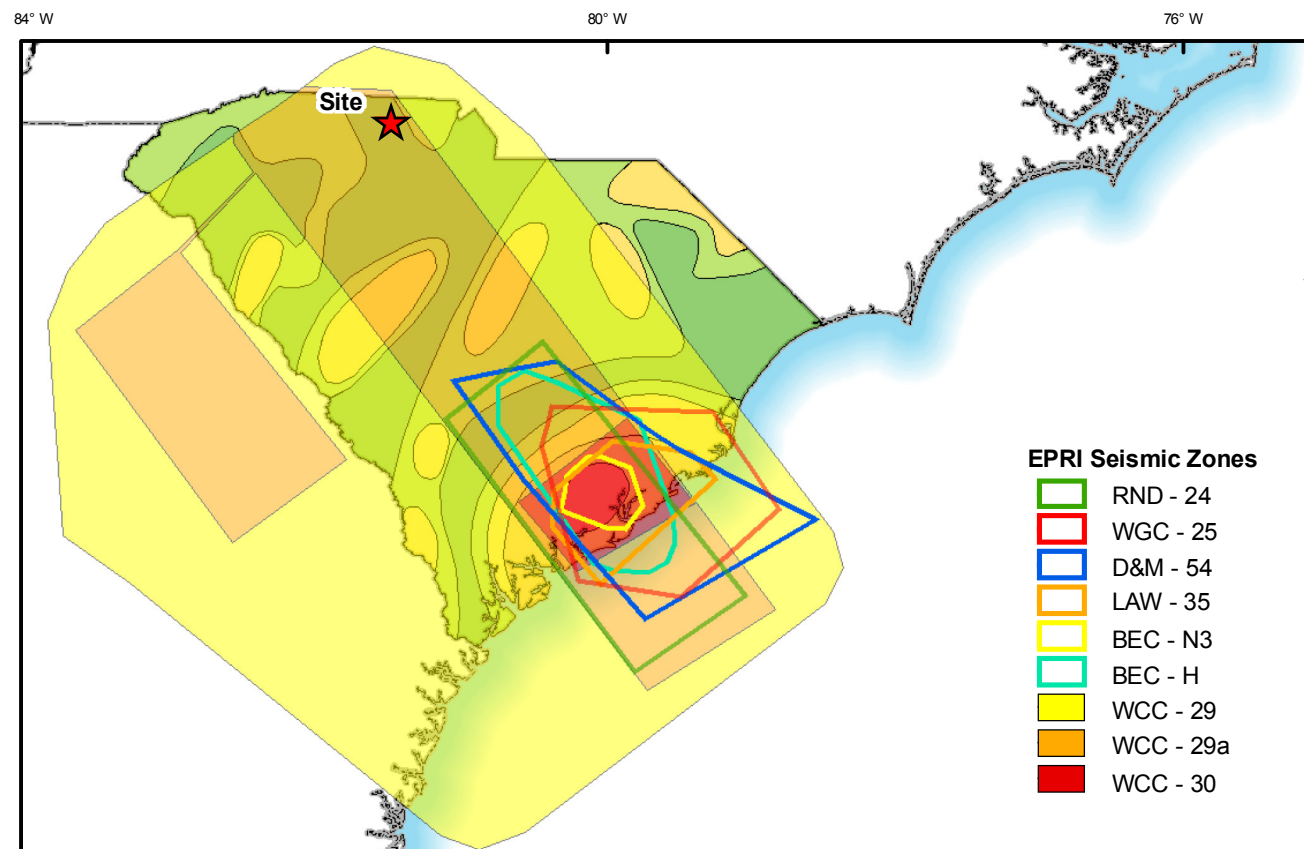 84° W
80° W
76° W
Site
EPRI Seismic Zones
RND - 24
WGC - 25
D&M - 54
LAW - 35
BEC - N3
BEC - H
WCC - 29
WCC - 29a
WCC - 30